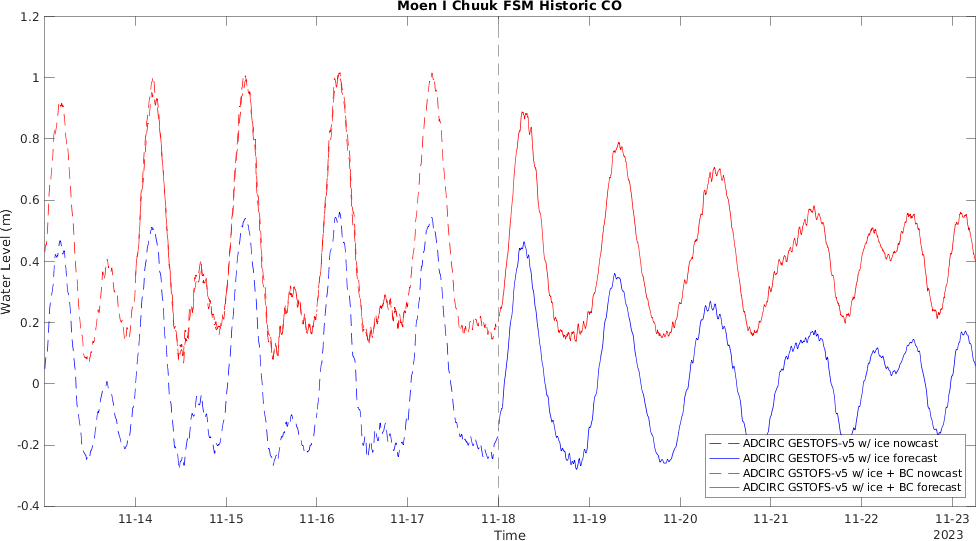 Moen I Chuuk FSM Historic CO
1.2
1
0.8
0.6
0.4
0.2
0
-0.2
-0.4
Water Level (m)
11-14 11-15 11-16 11-17 11-18 11-19 11-20 11-21 11-22 11-23
Time
2023
ADCIRC GESTOFS-v5 w/ ice nowcast
ADCIRC GESTOFS-v5 w/ ice forecast
ADCIRC GSTOFS-v5 w/ ice + BC nowcast
ADCIRC GSTOFS-v5 w/ ice + BC forecast